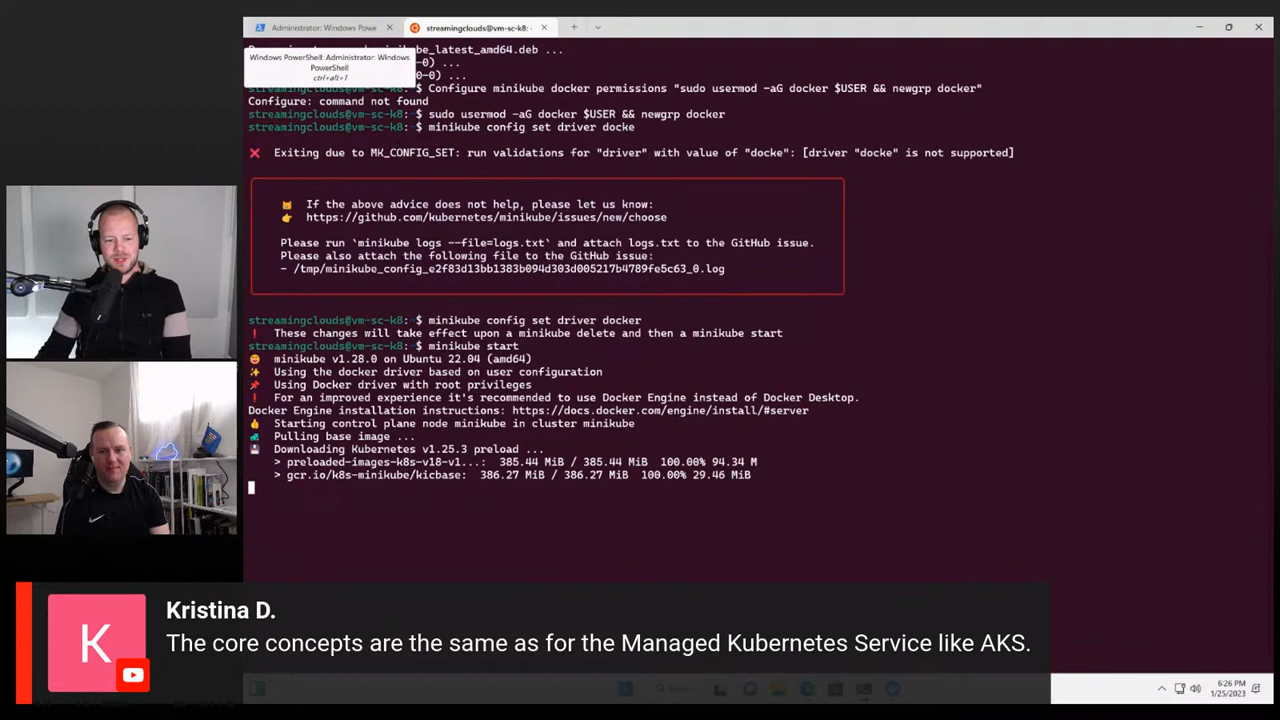 Administrator: Windows Powe
streamingclouds@vm-sc-k8: ~
minikube_latest_amd64.deb ...
Windows PowerShell: Administrator: Windows
PowerShell
ctrl+alt+1
-0) ...
-0) ...
streamingclouds@vm-sc-k8: $ Configure minikube docker permissions "sudo usermod -aG docker $USER && newgrp docker"
Configure: command not found
streamingclouds@vm-sc-k8: $ sudo usermod -aG docker $USER && newgrp docker
streamingclouds@vm-sc-k8: $ minikube config set driver docke
Exiting due to MK_CONFIG_SET: run validations for "driver" with value of "docke": [driver "docke" is not supported]
If the above advice does not help, please let us know:
https://github.com/kubernetes/minikube/issues/new/choose
Please run `minikube logs --file=logs.txt` and attach logs.txt to the GitHub issue.
Please also attach the following file to the GitHub issue:
- /tmp/minikube_config_e2f83d13bb1383b094d303d005217b4789fe5c63_0.log
streamingclouds@vm-sc-k8: $ minikube config set driver docker
! These changes will take effect upon a minikube delete and then a minikube start
streamingclouds@vm-sc-k8: $ minikube start
minikube v1.28.0 on Ubuntu 22.04 (amd64)
Using the docker driver based on user configuration
Using Docker driver with root privileges
! For an improved experience it's recommended to use Docker Engine instead of Docker Desktop.
Docker Engine installation instructions: https://docs.docker.com/engine/install/#server
Starting control plane node minikube in cluster minikube
Pulling base image ...
Downloading Kubernetes v1.25.3 preload ...
> preloaded-images-k8s-v18-v1...: 385.44 MiB / 385.44 MiB 100.00% 94.34 M
> gcr.io/k8s-minikube/kicbase: 386.27 MiB / 386.27 MiB 100.00% 29.46 MiB
K
Kristina D.
The core concepts are the same as for the Managed Kubernetes Service like AKS.
6:26 PM
1/25/2023